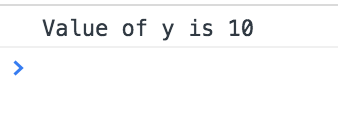 Value of y is 10